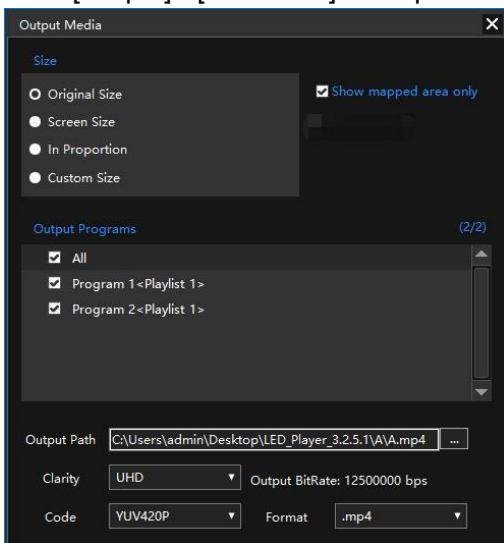 Output Media
Size
Original Size
Show mapped area only
Screen Size
In Proportion
Custom Size
Output Programs (2/2)
All
Program 1<Playlist 1>
Program 2<Playlist 1>
Output Path C:\Users\admin\Desktop\LED_Player_3.2.5.1\A\A.mp4 ...
Clarity UHD Output BitRate: 12500000 bps
Code YUV420P Format .mp4